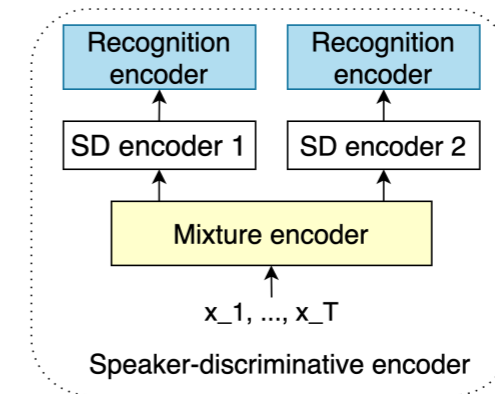 Recognition encoder
Recognition encoder
SD encoder 1
SD encoder 2
Mixture encoder
x_1, ..., x_T
Speaker-discriminative encoder